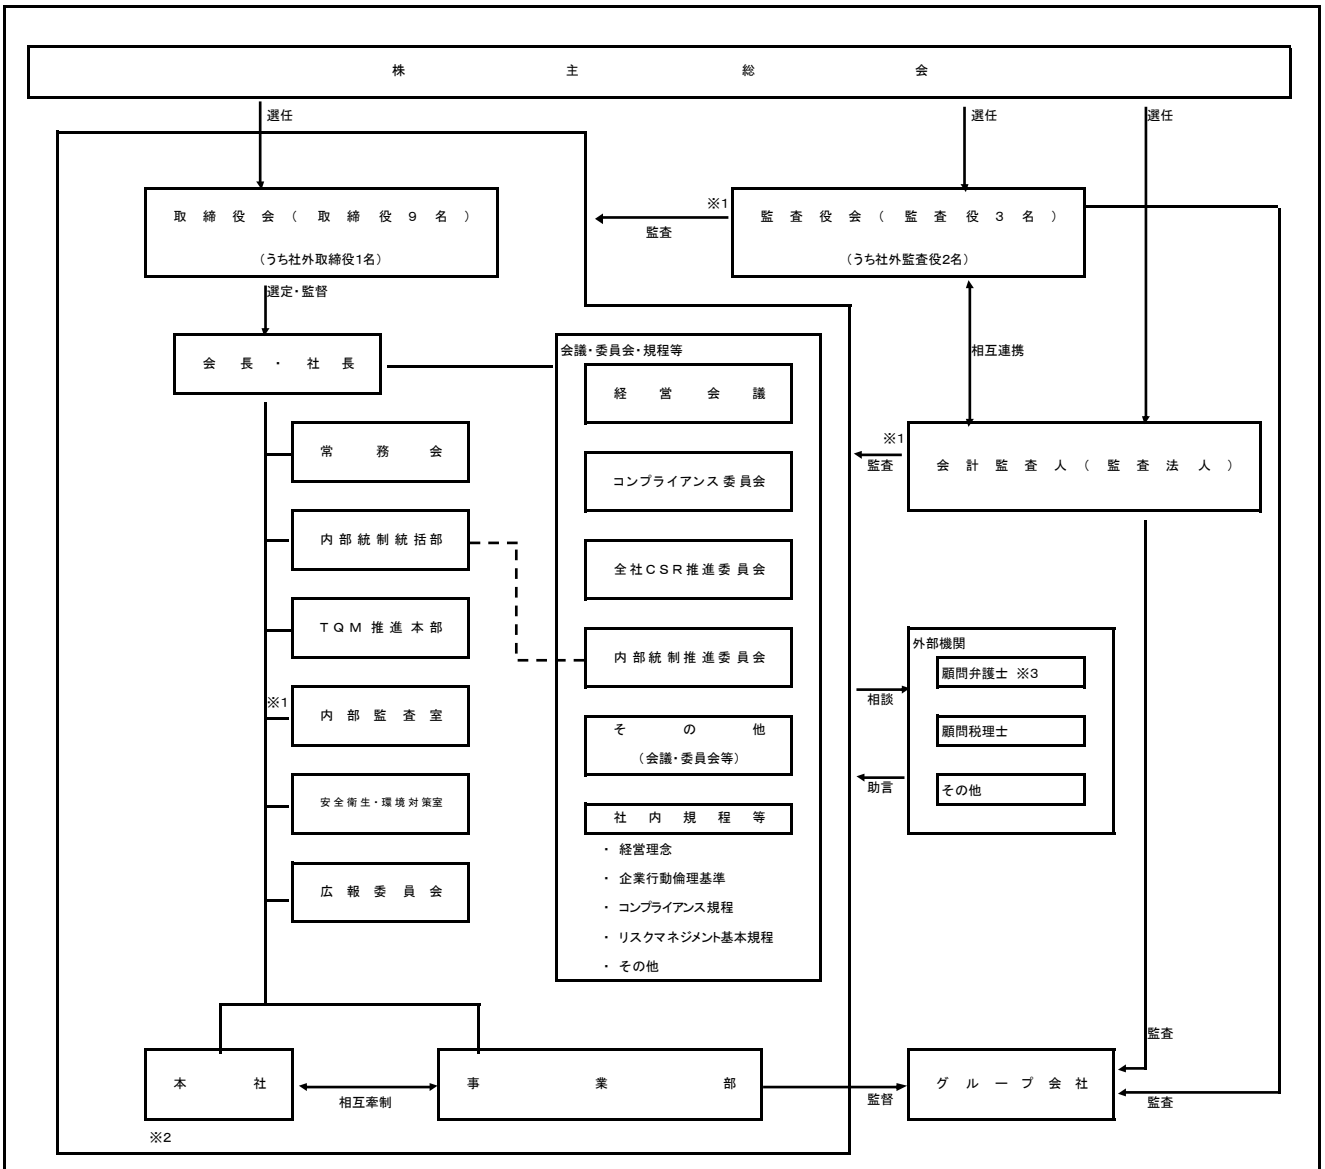 株主総会
選任
選任
選任
取締役会(取締役9名)
(うち社外取締役1名)
※1
監査
監査役会(監査役3名)
(うち社外監査役2名)
選定・監督
会長・社長
会議・委員会・規程等
経営会議
コンプライアンス委員会
全社CSR推進委員会
内部統制推進委員会
その他
(会議・委員会等)
社内規程等
・ 経営理念
・ 企業行動倫理基準
・ コンプライアンス規程
・ リスクマネジメント基本規程
・ その他
常務会
内部統制統括部
TQM推進本部
※1
内部監査室
安全衛生・環境対策室
広報委員会
相互連携
※1
監査
会計監査人(監査法人)
外部機関
顧問弁護士 ※3
顧問税理士
その他
相談
助言
監査
本社
相互牽制
事業部
監督
グループ会社
監査
※2